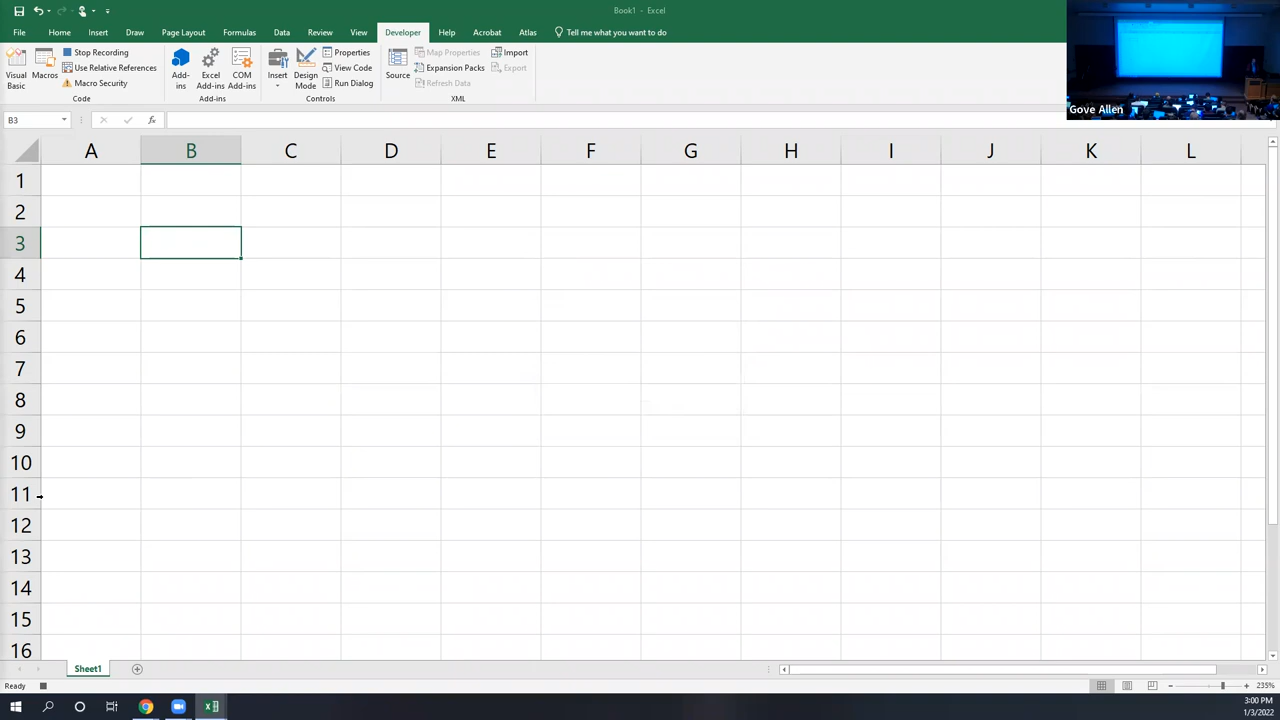 Book1 - Excel
File Home Insert Draw Page Layout Formulas Data Review View Developer Help Acrobat Atlas Tell me what you want to do
Visual Basic
Macros
Stop Recording
Use Relative References
Macro Security
Code
Add-ins
Excel Add-ins
COM Add-ins
Add-ins
Insert
Design Mode
Properties
View Code
Run Dialog
Controls
Source
Map Properties
Expansion Packs
Refresh Data
Import
Export
XML
Gove Allen
B3
fx
A B C D E F G H I J K L
1
2
3
4
5
6
7
8
9
10
11
12
13
14
15
16
Sheet1
Ready
235%
3:00 PM
1/3/2022